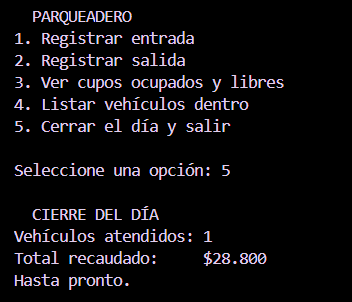 PARQUEADERO
1. Registrar entrada
2. Registrar salida
3. Ver cupos ocupados y libres
4. Listar vehículos dentro
5. Cerrar el día y salir
Seleccione una opción: 5
CIERRE DEL DÍA
Vehículos atendidos: 1
Total recaudado: $28.800
Hasta pronto.